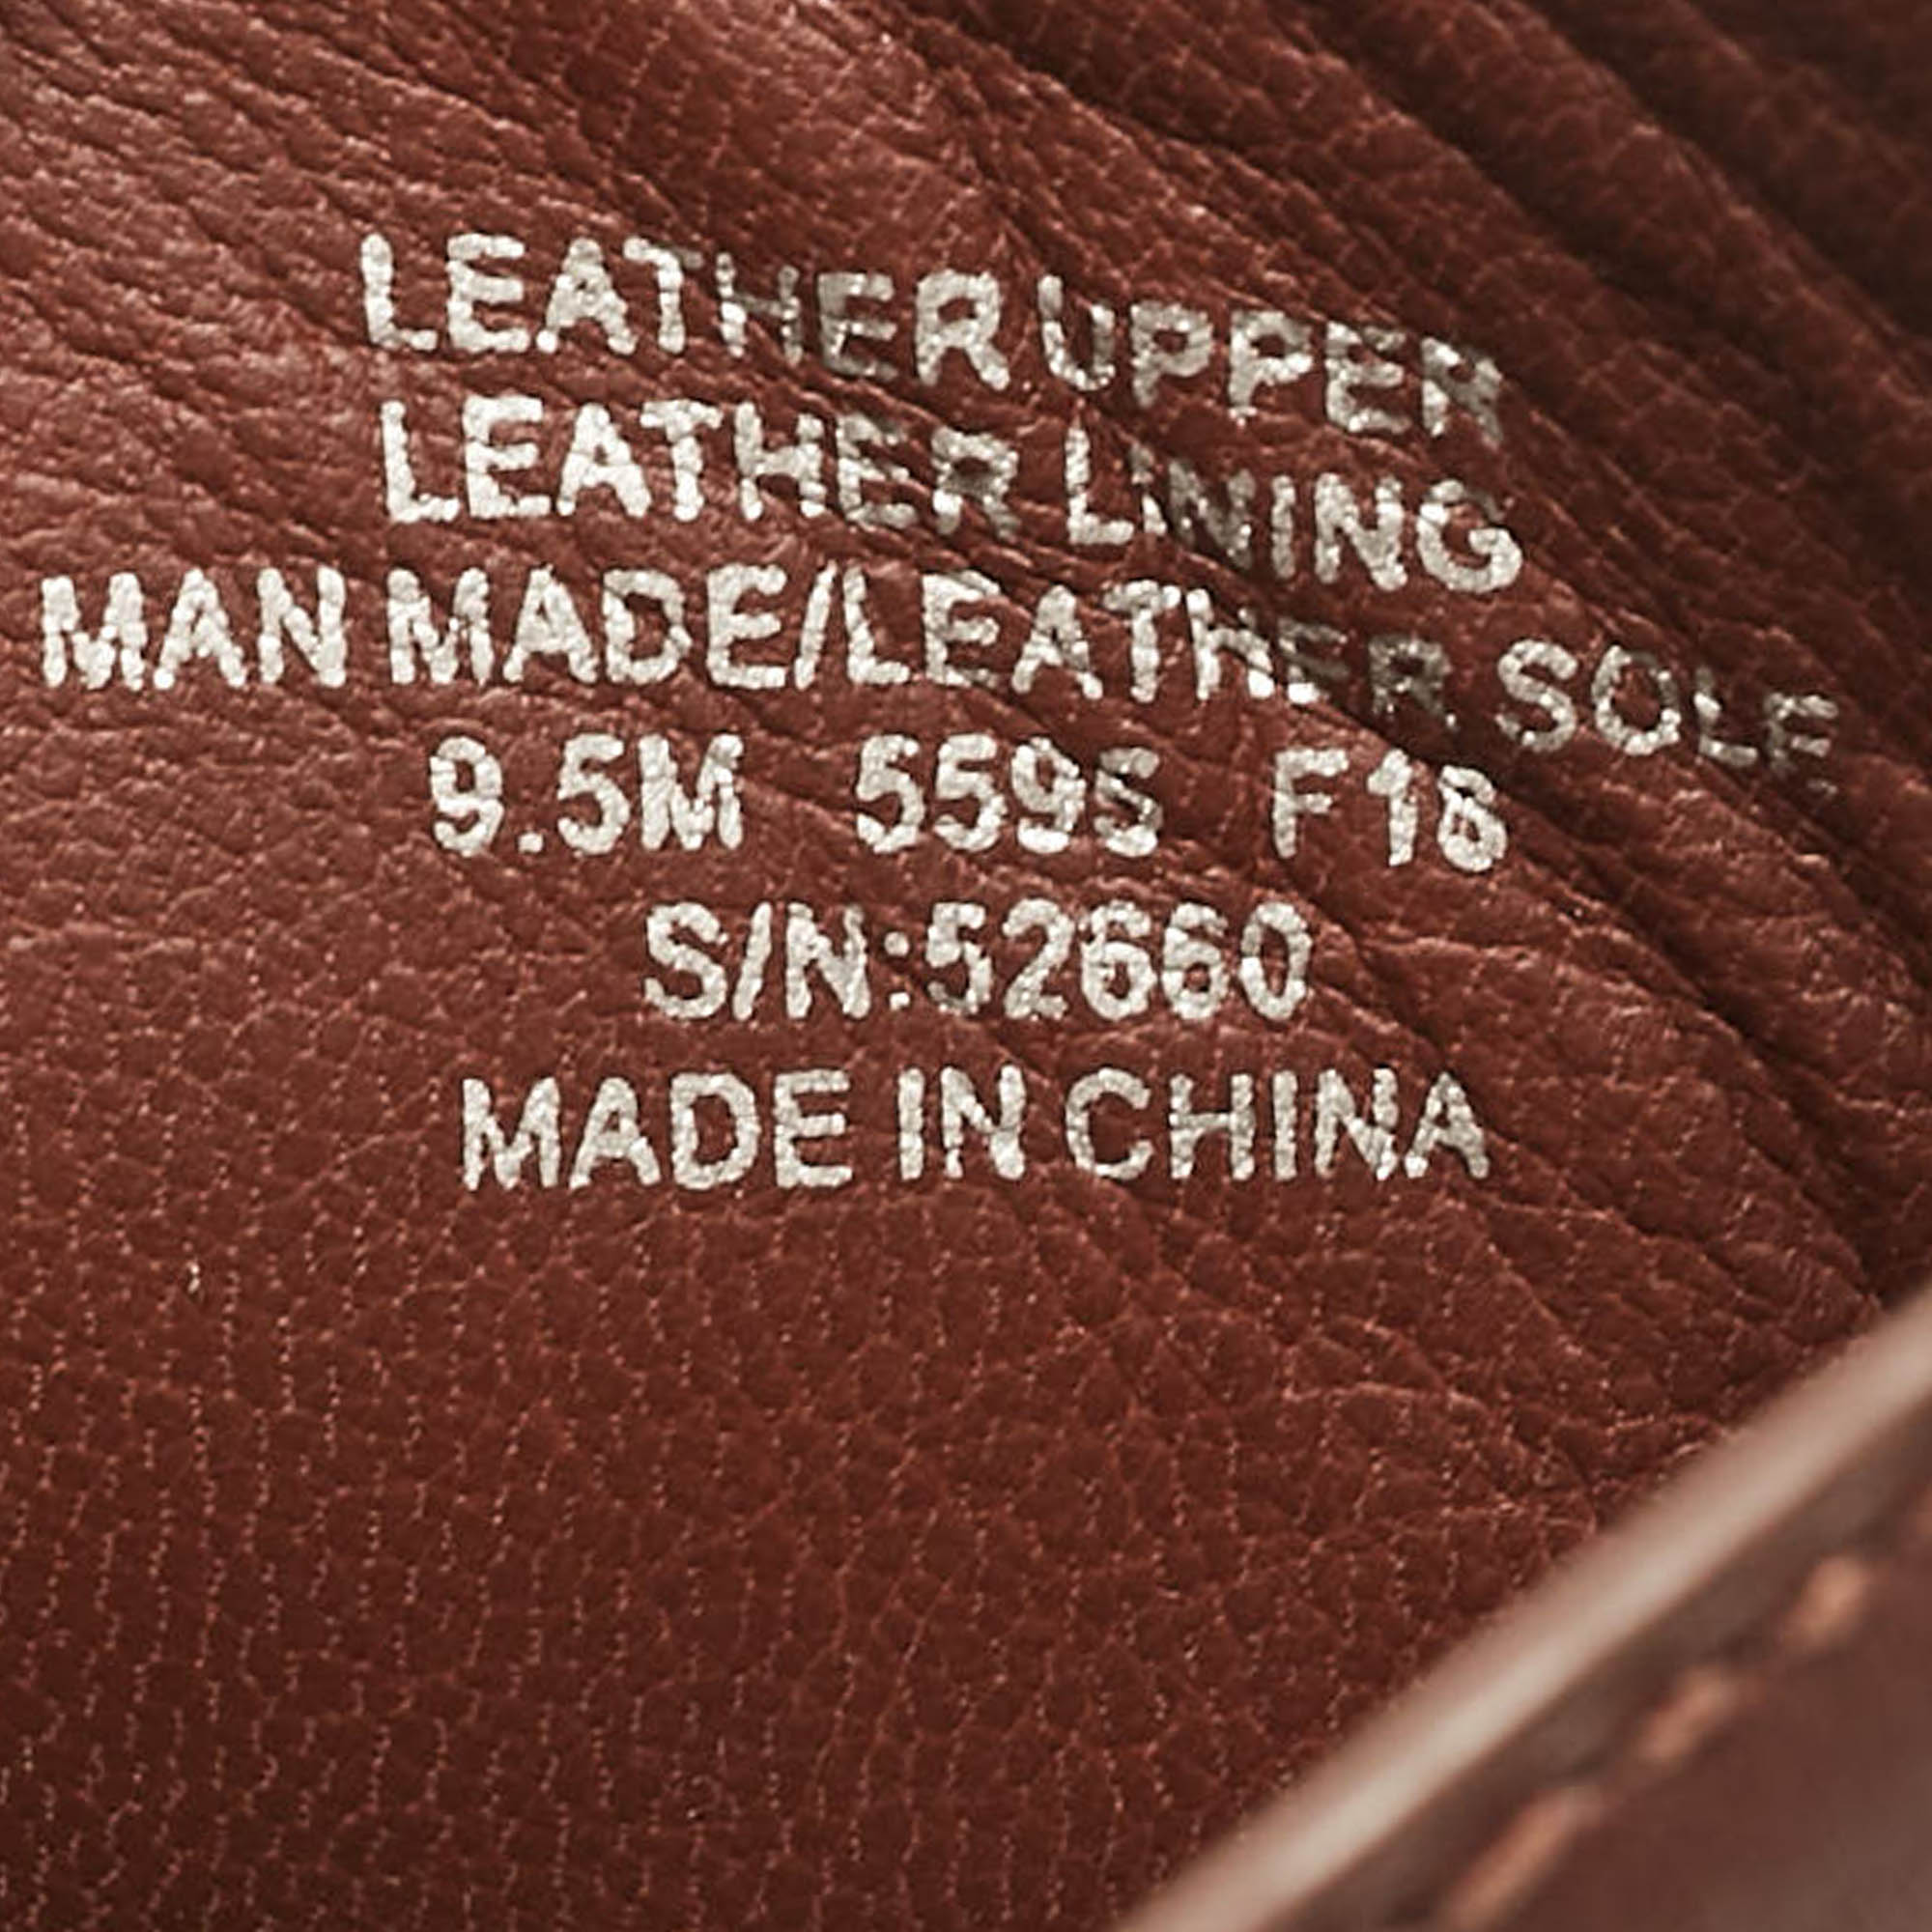 LEATHER UPPER
LEATHER LINING
MAN MADE/LEATHER SOLE
9.5M 559S F16
S/N:52660
MADE IN CHINA